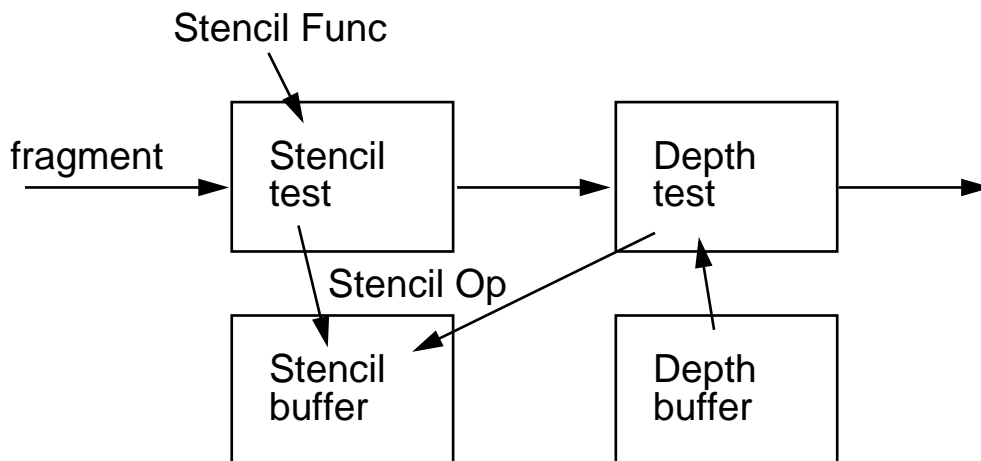 Stencil Func
fragment
Stencil
test
Depth
test
Stencil Op
Stencil
buffer
Depth
buffer